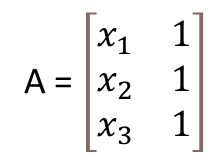 x₁ 1
A = x₂ 1
x₃ 1